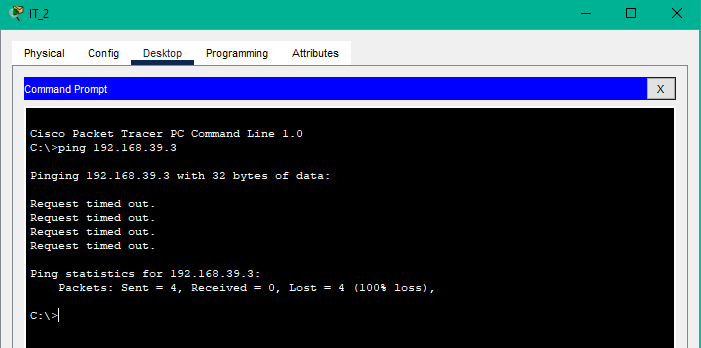 IT_2
Physical Config Desktop Programming Attributes
Command Prompt
X
Cisco Packet Tracer PC Command Line 1.0
C:\>ping 192.168.39.3
Pinging 192.168.39.3 with 32 bytes of data:
Request timed out.
Request timed out.
Request timed out.
Request timed out.
Ping statistics for 192.168.39.3:
Packets: Sent = 4, Received = 0, Lost = 4 (100% loss),
C:\>